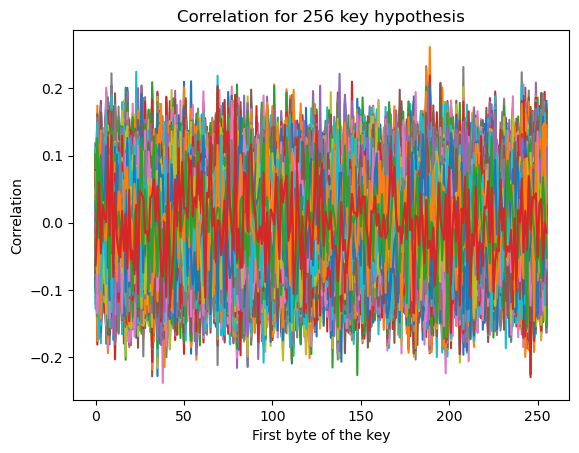 Correlation for 256 key hypothesis
0.2
0.1
0.0
−0.1
−0.2
Correlation
0 50 100 150 200 250
First byte of the key